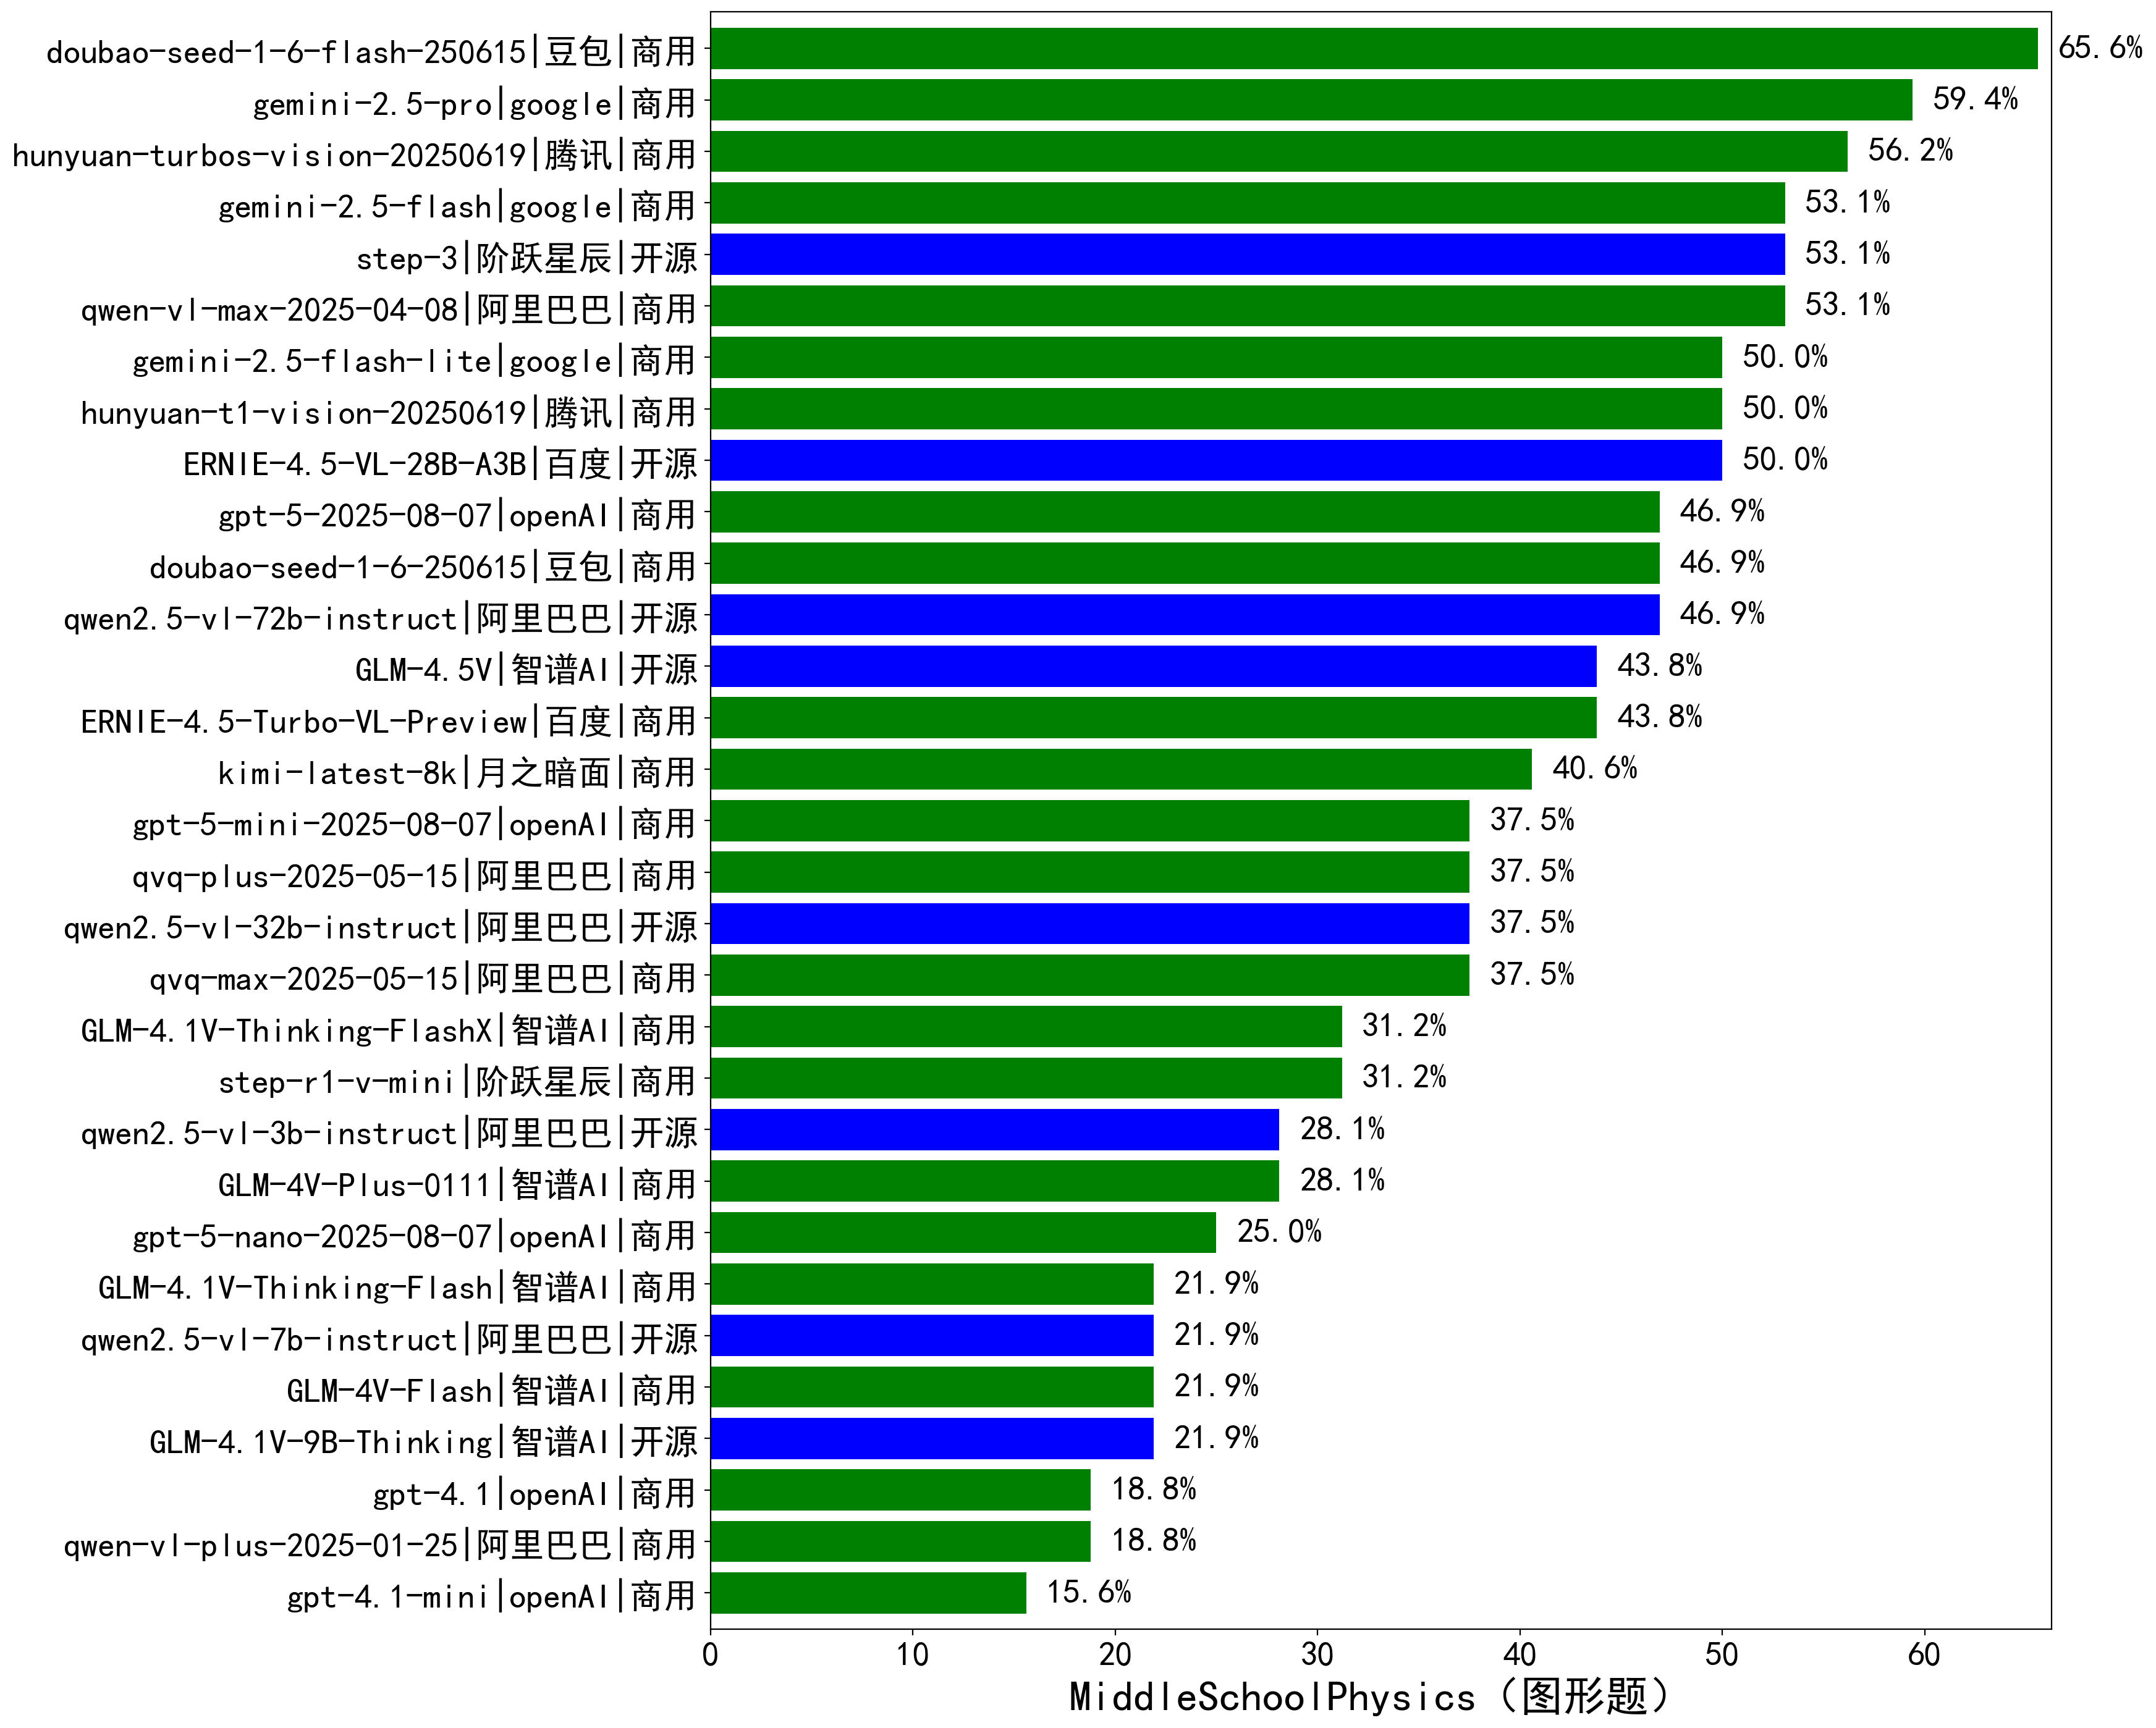 doubao-seed-1-6-flash-250615|豆包|商用 65.6%
gemini-2.5-pro|google|商用 59.4%
hunyuan-turbos-vision-20250619|腾讯|商用 56.2%
gemini-2.5-flash|google|商用 53.1%
step-3|阶跃星辰|开源 53.1%
qwen-vl-max-2025-04-08|阿里巴巴|商用 53.1%
gemini-2.5-flash-lite|google|商用 50.0%
hunyuan-t1-vision-20250619|腾讯|商用 50.0%
ERNIE-4.5-VL-28B-A3B|百度|开源 50.0%
gpt-5-2025-08-07|openAI|商用 46.9%
doubao-seed-1-6-250615|豆包|商用 46.9%
qwen2.5-vl-72b-instruct|阿里巴巴|开源 46.9%
GLM-4.5V|智谱AI|开源 43.8%
ERNIE-4.5-Turbo-VL-Preview|百度|商用 43.8%
kimi-latest-8k|月之暗面|商用 40.6%
gpt-5-mini-2025-08-07|openAI|商用 37.5%
qvq-plus-2025-05-15|阿里巴巴|商用 37.5%
qwen2.5-vl-32b-instruct|阿里巴巴|开源 37.5%
qvq-max-2025-05-15|阿里巴巴|商用 37.5%
GLM-4.1V-Thinking-FlashX|智谱AI|商用 31.2%
step-r1-v-mini|阶跃星辰|商用 31.2%
qwen2.5-vl-3b-instruct|阿里巴巴|开源 28.1%
GLM-4V-Plus-0111|智谱AI|商用 28.1%
gpt-5-nano-2025-08-07|openAI|商用 25.0%
GLM-4.1V-Thinking-Flash|智谱AI|商用 21.9%
qwen2.5-vl-7b-instruct|阿里巴巴|开源 21.9%
GLM-4V-Flash|智谱AI|商用 21.9%
GLM-4.1V-9B-Thinking|智谱AI|开源 21.9%
gpt-4.1|openAI|商用 18.8%
qwen-vl-plus-2025-01-25|阿里巴巴|商用 18.8%
gpt-4.1-mini|openAI|商用 15.6%
0 10 20 30 40 50 60
MiddleSchoolPhysics（图形题）